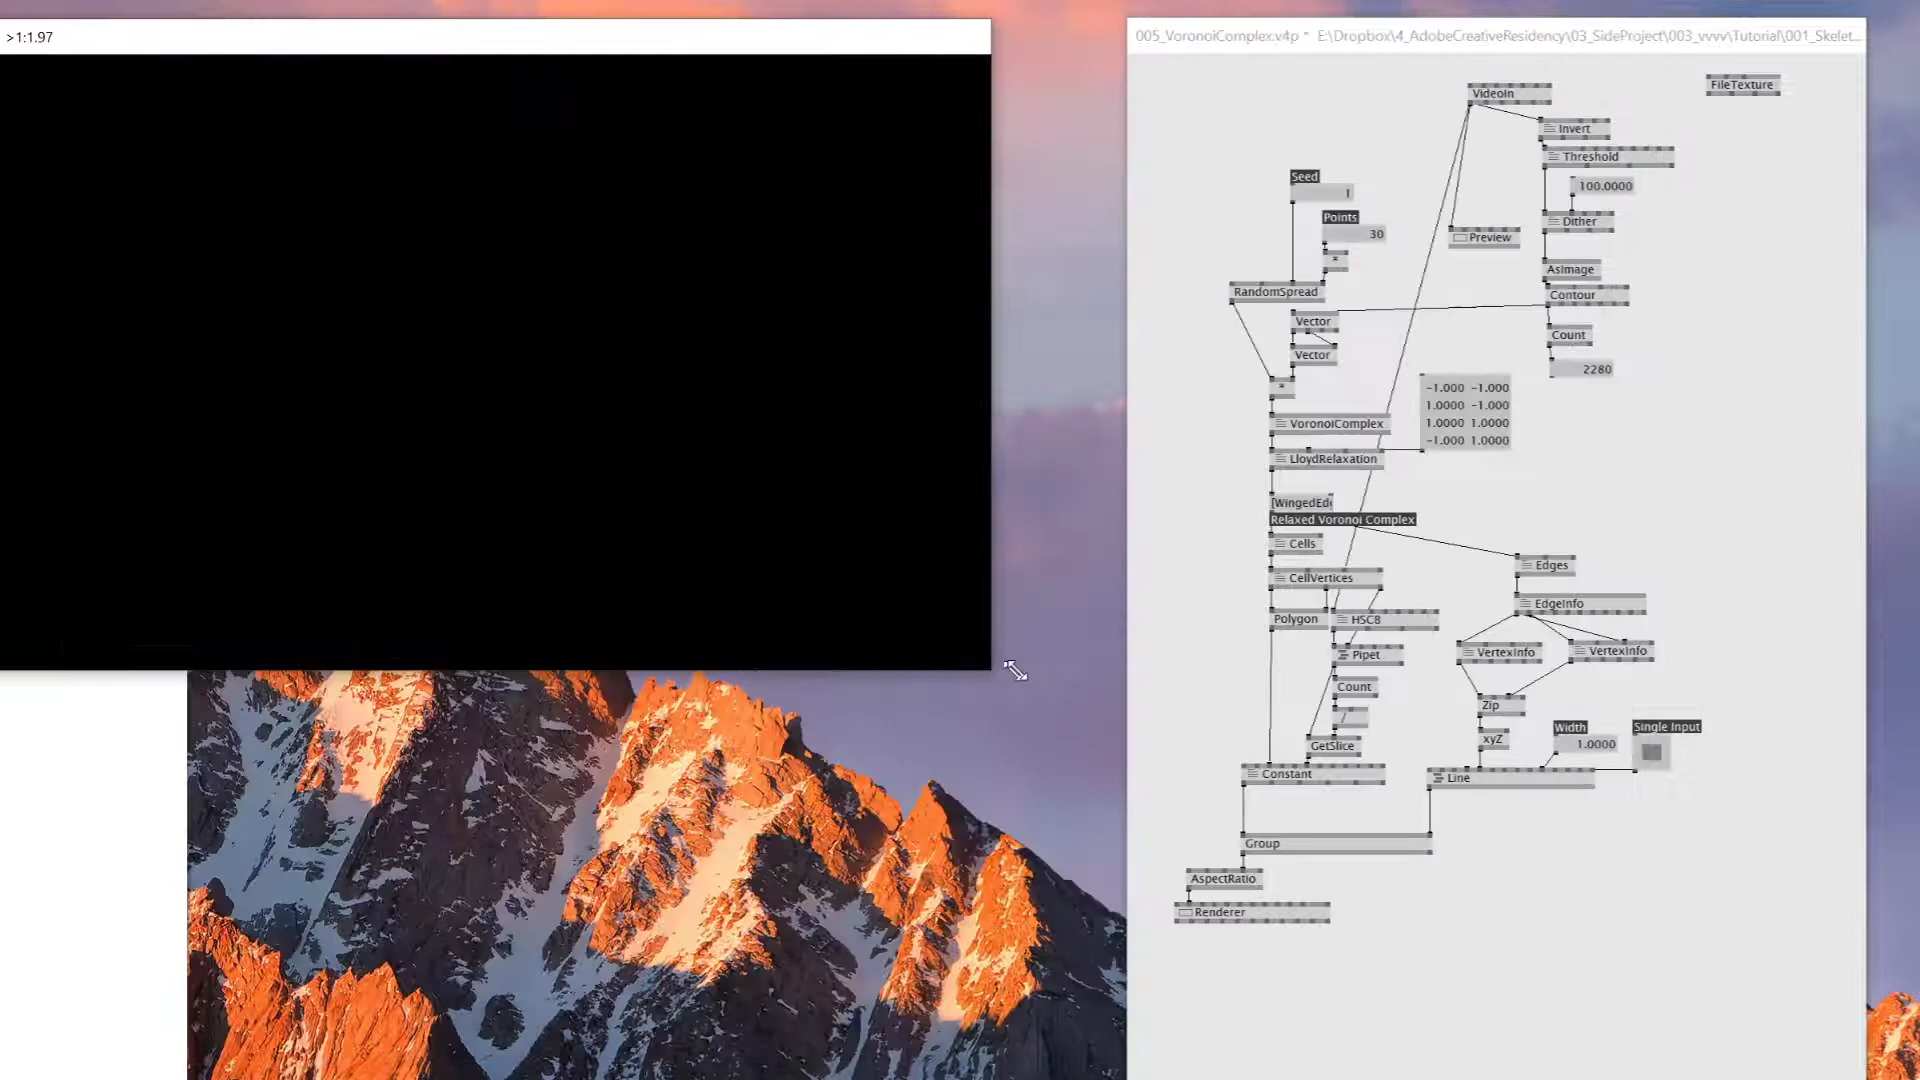 >1:1.97
005_VoronoiComplex.v4p * E:\Dropbox\4_AdobeCreativeResidency\03_SideProject\003_vvvv\Tutorial\001_Skelet...
FileTexture
VideoIn
Invert
Threshold
100.0000
Dither
Preview
AsImage
Contour
Count
2280
Seed
1
Points
30
*
RandomSpread
Vector
Vector
*
VoronoiComplex
LloydRelaxation
-1.000 -1.000
1.0000 -1.000
1.0000 1.0000
-1.000 1.0000
[WingedEd
Relaxed Voronoi Complex
Cells
CellVertices
Polygon
HSCB
Pipet
Count
/
GetSlice
Constant
Edges
EdgeInfo
VertexInfo
VertexInfo
Zip
xyZ
Width
1.0000
Single Input
Line
Group
AspectRatio
Renderer